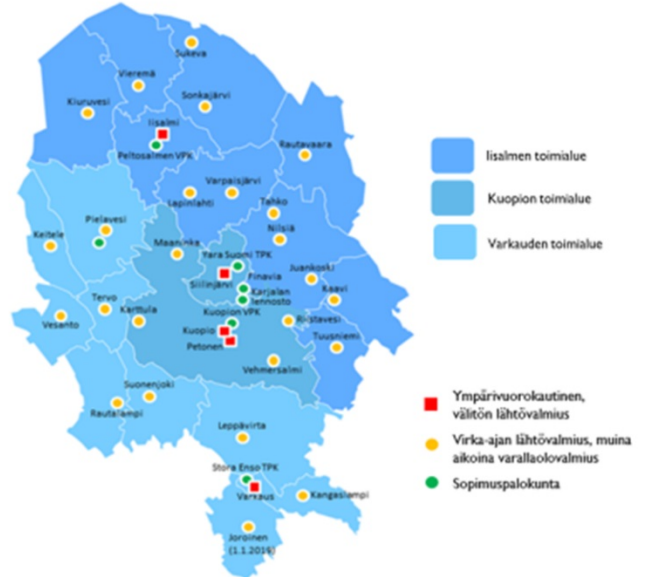 Sukeva
Vieremä
Sonkajärvi
Kiuruvesi
Iisalmi
Rautavaara
Peltosalmen VPK
Varpaisjärvi
Lapinlahti
Tahko
Pielavesi
Nilsiä
Keitele
Maaninka
Yara Suomi TPK
Juankoski
Finavia
Siilinjärvi
Karjalan
lennosto
Kaavi
Tervo
Karttula
Kuopion VPK
Vesanto
Kuopio
Riistavesi
Petonen
Tuusniemi
Vehmersalmi
Suonenjoki
Rautalampi
Leppävirta
Stora Enso TPK
Varkaus
Kangaslampi
Joroinen
(1.1.2019)
Iisalmen toimialue
Kuopion toimialue
Varkauden toimialue
Ympärivuorokautinen,
välitön lähtövalmius
Virka-ajan lähtövalmius, muina
aikoina varallaolovalmius
Sopimuspalokunta